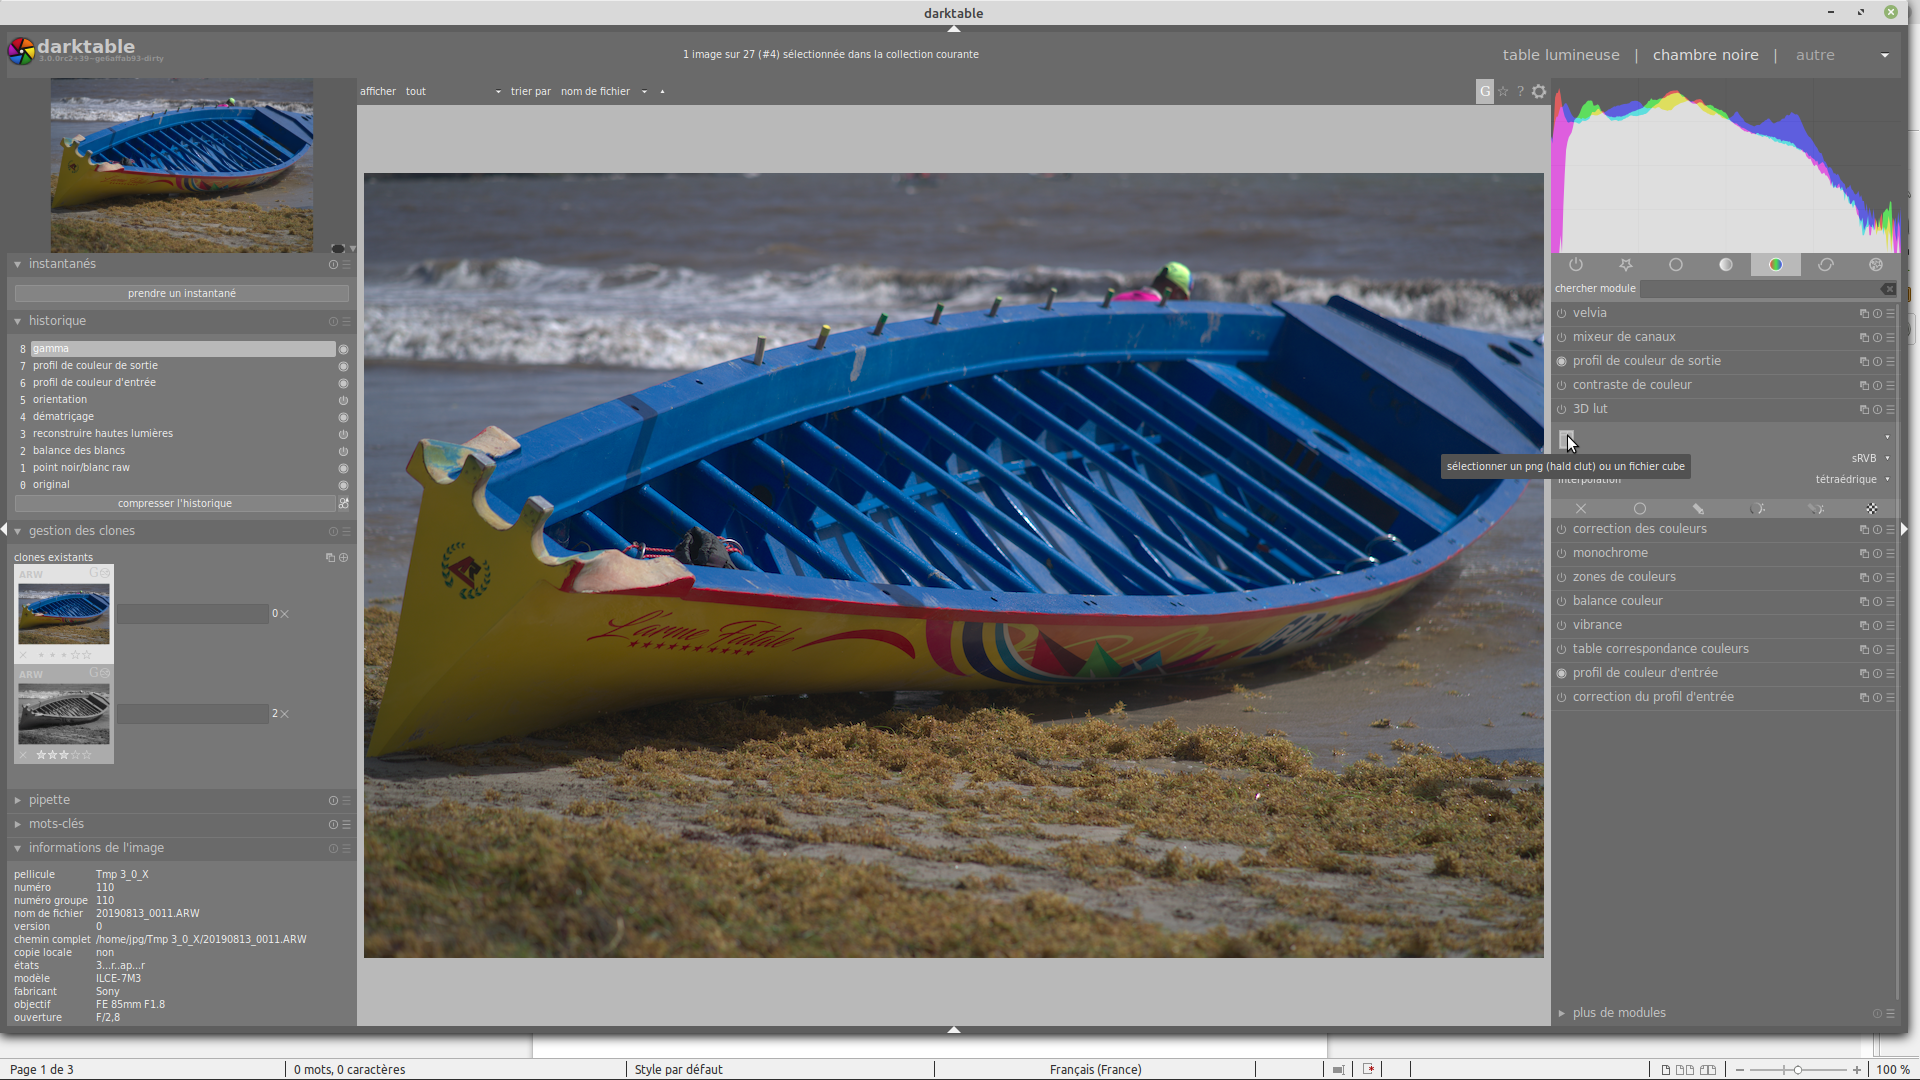 darktable
darktable
3.0.0rc2+39~ge6affab93-dirty
1 image sur 27 (#4) sélectionnée dans la collection courante
table lumineuse | chambre noire | autre
afficher tout trier par nom de fichier
G ☆ ?
instantanés
prendre un instantané
historique
8 gamma
7 profil de couleur de sortie
6 profil de couleur d'entrée
5 orientation
4 dématriçage
3 reconstruire hautes lumières
2 balance des blancs
1 point noir/blanc raw
0 original
compresser l'historique
gestion des clones
clones existants
ARW G
0
ARW G
2
pipette
mots-clés
informations de l'image
pellicule Tmp 3_0_X
numéro 110
numéro groupe 110
nom de fichier 20190813_0011.ARW
version 0
chemin complet /home/jpg/Tmp 3_0_X/20190813_0011.ARW
copie locale non
états 3...r..ap...r
modèle ILCE-7M3
fabricant Sony
objectif FE 85mm F1.8
ouverture F/2,8
L'arme Fatale
chercher module
velvia
mixeur de canaux
profil de couleur de sortie
contraste de couleur
3D lut
sRVB
sélectionner un png (hald clut) ou un fichier cube
interpolation tétraédrique
correction des couleurs
monochrome
zones de couleurs
balance couleur
vibrance
table correspondance couleurs
profil de couleur d'entrée
correction du profil d'entrée
plus de modules
Page 1 de 3 0 mots, 0 caractères Style par défaut Français (France) 100 %